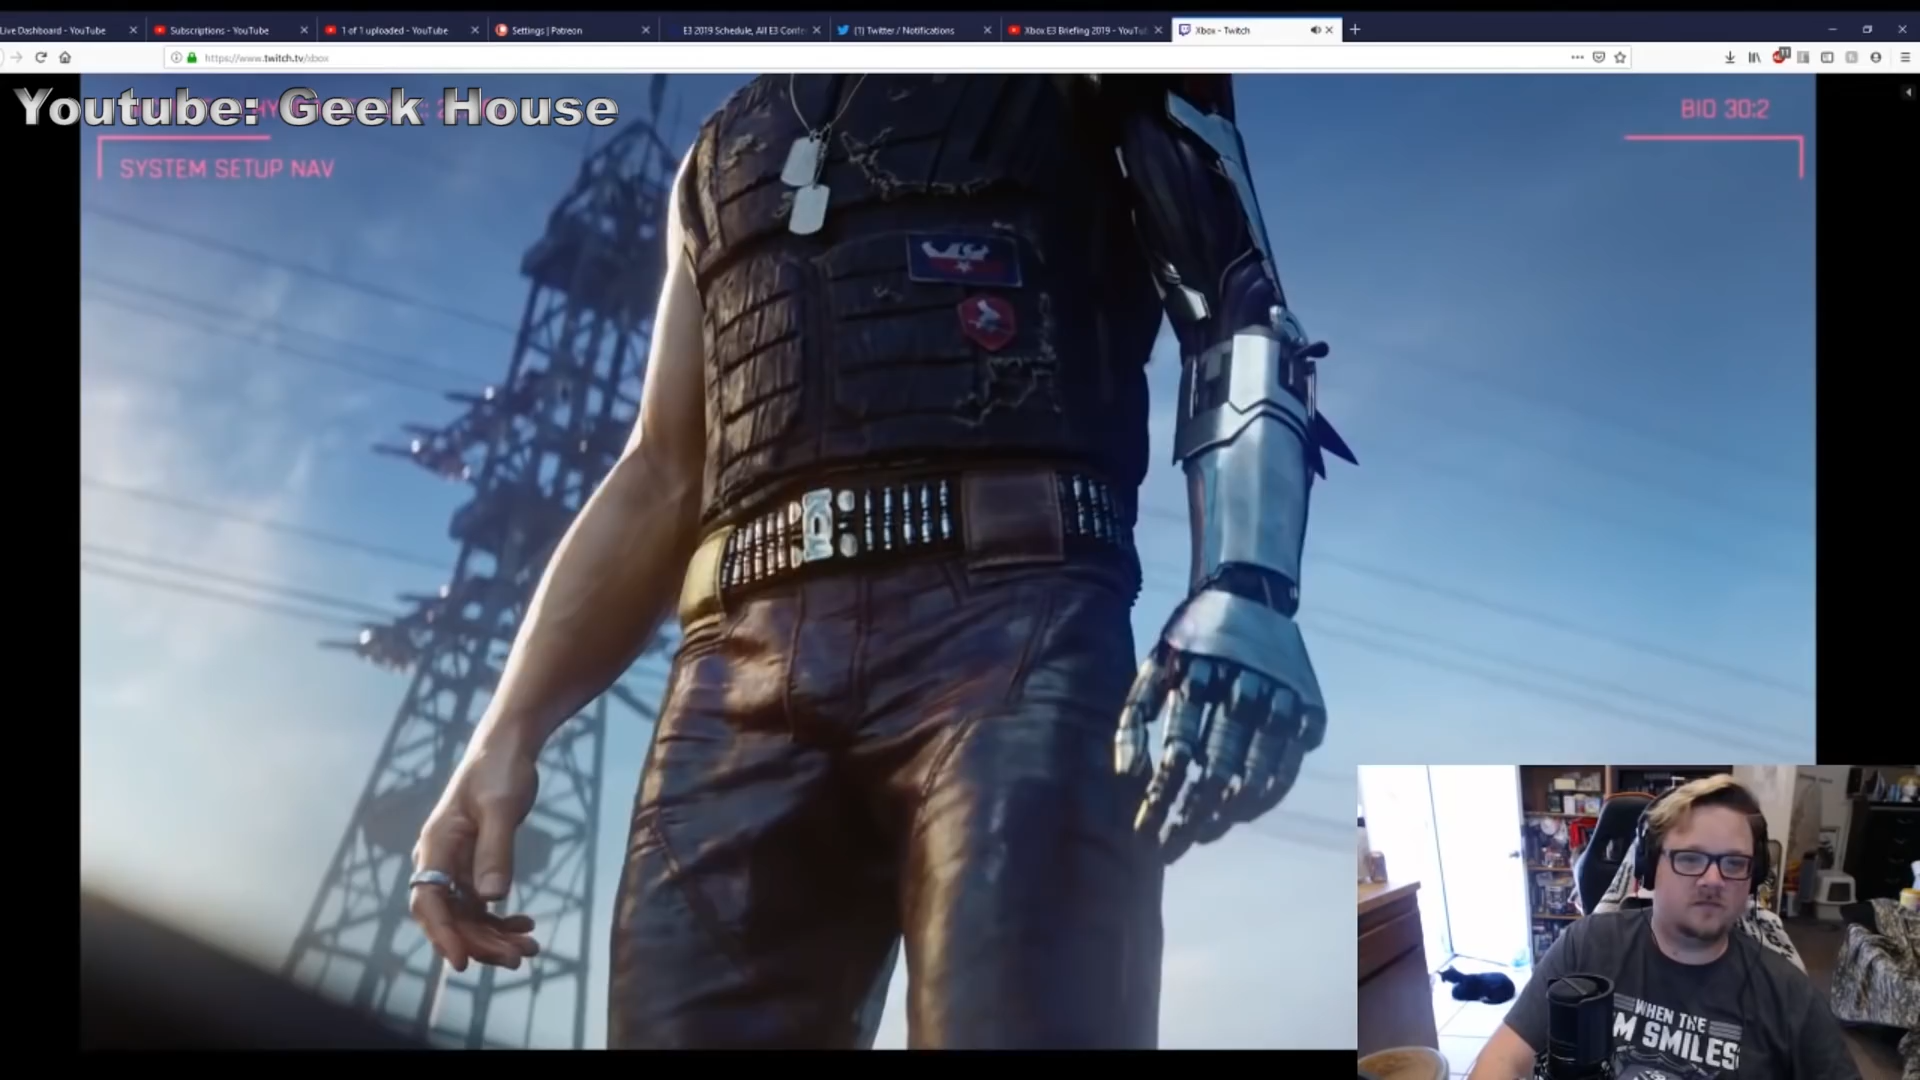 Live Dashboard - YouTube
Subscriptions - YouTube
1 of 1 uploaded - YouTube
Settings | Patreon
E3 2019 Schedule, All E3 Confe
(1) Twitter / Notifications
Xbox E3 Briefing 2019 - YouTu
Xbox - Twitch
https://www.twitch.tv/xbox
11
Youtube: Geek House
BIO 30:2
SYSTEM SETUP NAV
WHEN THE
'M SMILES